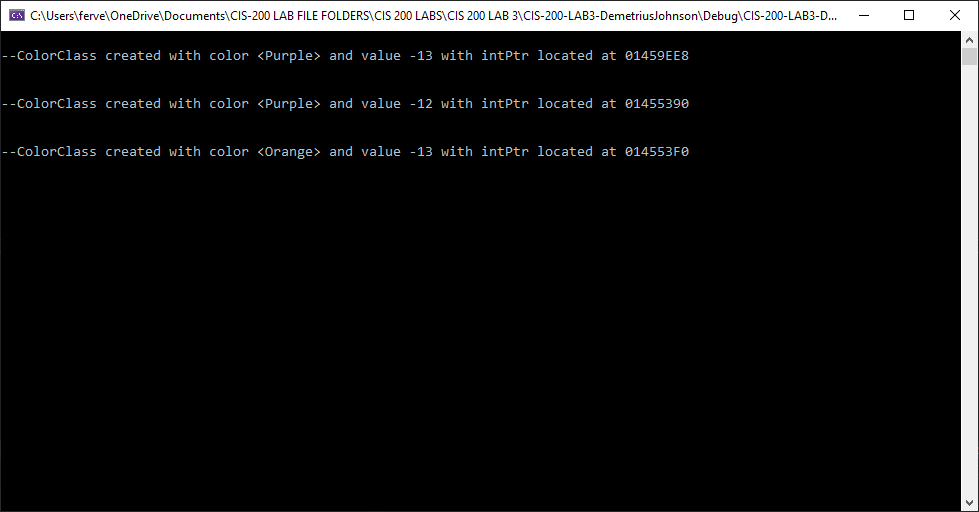 C:\Users\ferve\OneDrive\Documents\CIS-200 LAB FILE FOLDERS\CIS 200 LABS\CIS 200 LAB 3\CIS-200-LAB3-DemetriusJohnson\Debug\CIS-200-LAB3-D...
--ColorClass created with color <Purple> and value -13 with intPtr located at 01459EE8
--ColorClass created with color <Purple> and value -12 with intPtr located at 01455390
--ColorClass created with color <Orange> and value -13 with intPtr located at 014553F0